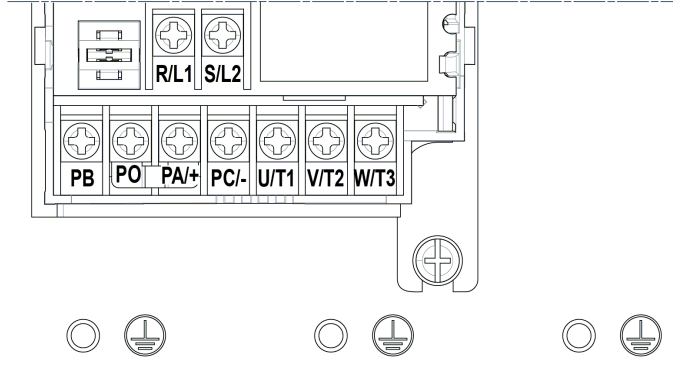 R/L1 S/L2
PB PO PA/+ PC/- U/T1 V/T2 W/T3